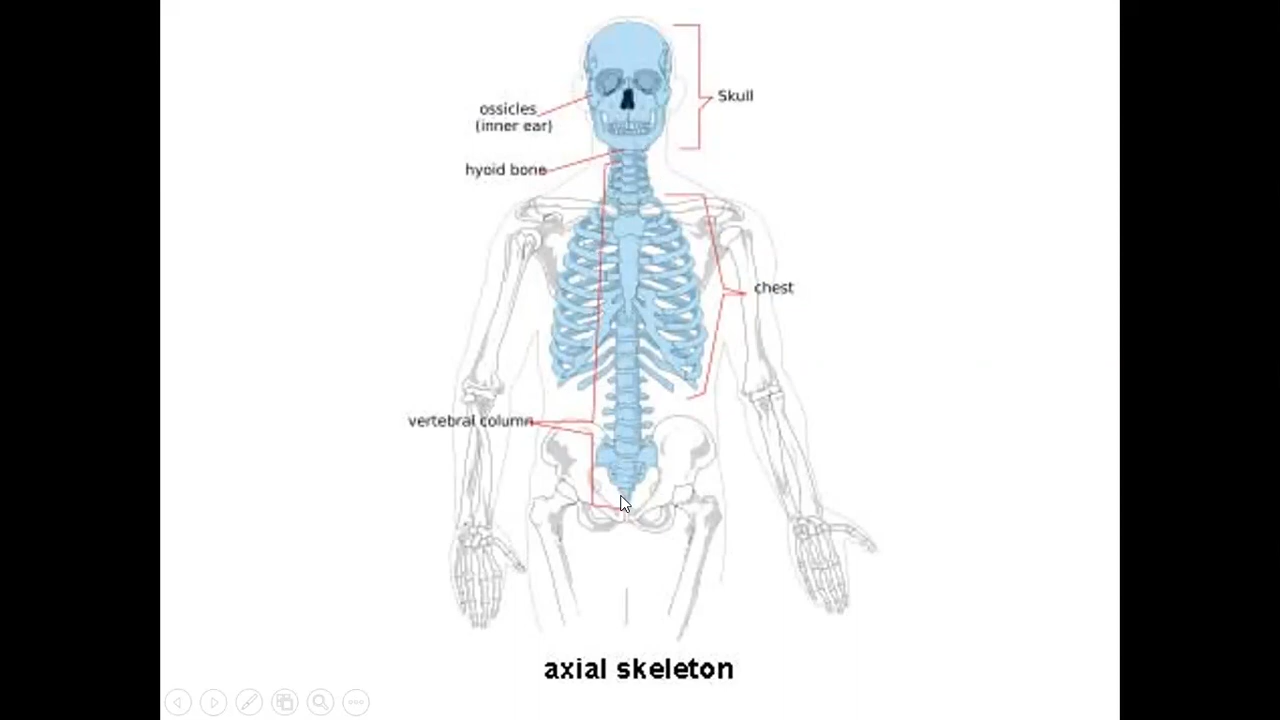 Skull
ossicles
(inner ear)
hyoid bone
chest
vertebral column
axial skeleton